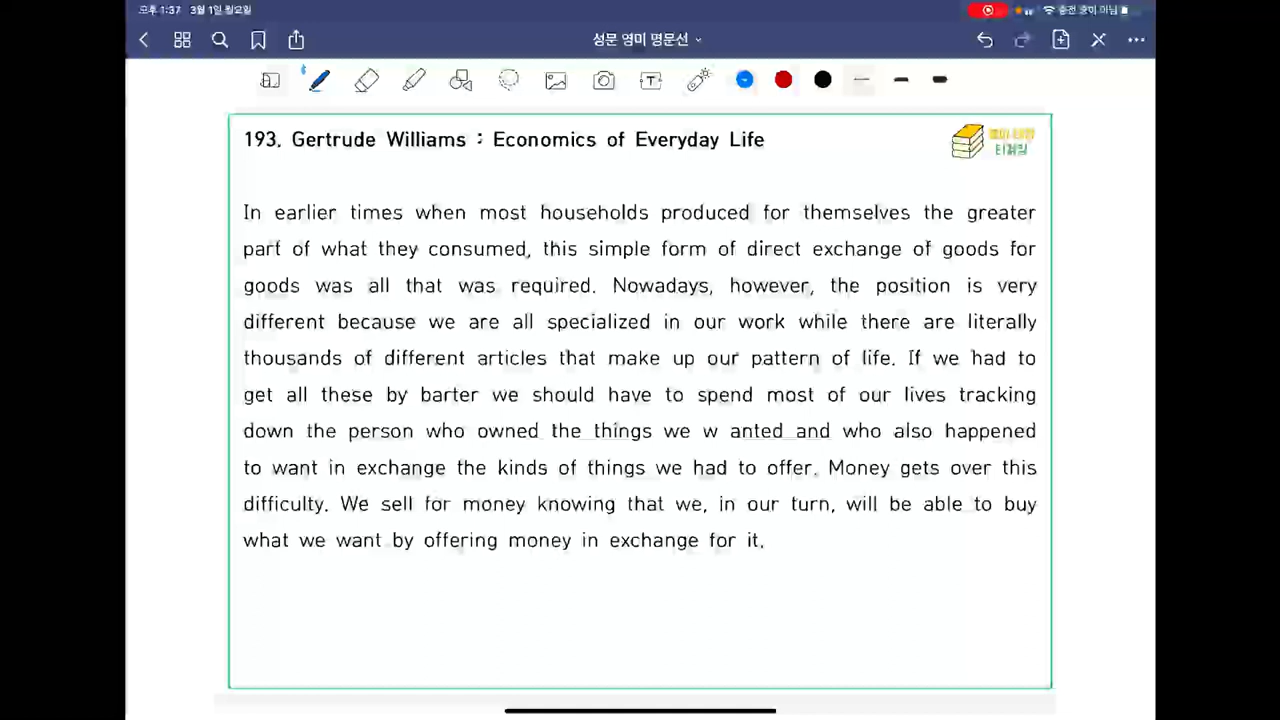 오후 1:37 3월 1일 월요일
성문 영미 명문선
193. Gertrude Williams : Economics of Everyday Life
In earlier times when most households produced for themselves the greater
part of what they consumed, this simple form of direct exchange of goods for
goods was all that was required. Nowadays, however, the position is very
different because we are all specialized in our work while there are literally
thousands of different articles that make up our pattern of life. If we had to
get all these by barter we should have to spend most of our lives tracking
down the person who owned the things we w anted and who also happened
to want in exchange the kinds of things we had to offer. Money gets over this
difficulty. We sell for money knowing that we, in our turn, will be able to buy
what we want by offering money in exchange for it.